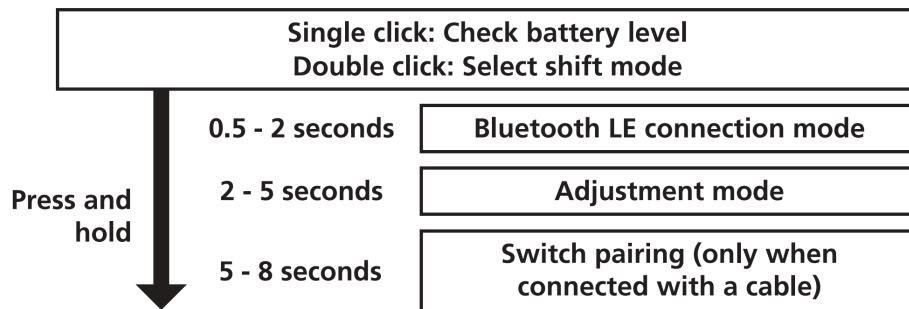 Single click: Check battery level
Double click: Select shift mode
0.5 - 2 seconds
Bluetooth LE connection mode
Press and
hold
2 - 5 seconds
Adjustment mode
5 - 8 seconds
Switch pairing (only when
connected with a cable)